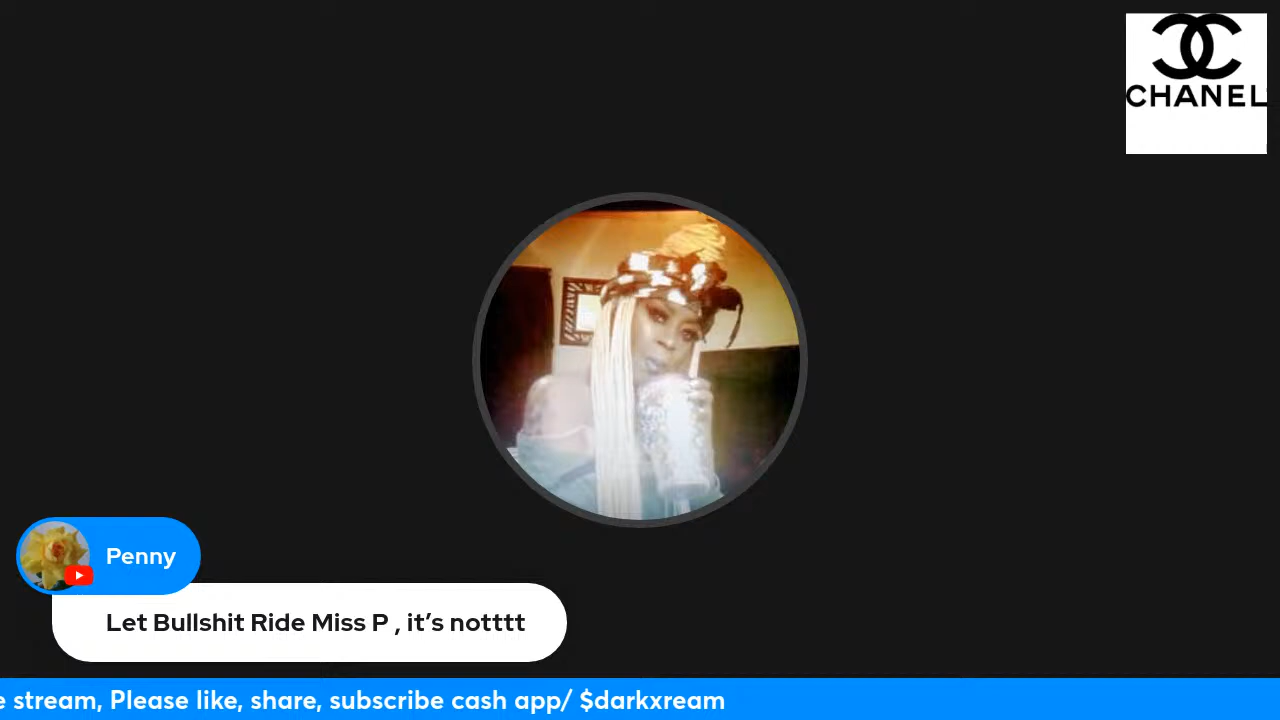 CHANEL
Penny
Let Bullshit Ride Miss P , it’s notttt
e stream, Please like, share, subscribe cash app/ $darkxream